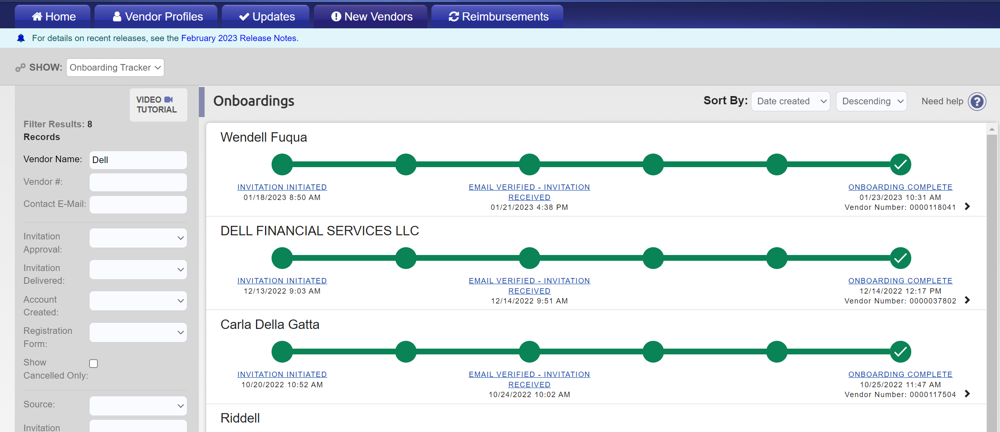 Home
Vendor Profiles
Updates
New Vendors
Reimbursements
For details on recent releases, see the February 2023 Release Notes.
SHOW:
Onboarding Tracker
VIDEO
TUTORIAL
Filter Results: 8
Records
Vendor Name:
Dell
Vendor #:
Contact E-Mail:
Invitation
Approval:
Invitation
Delivered:
Account
Created:
Registration
Form:
Show
Cancelled Only:
Source:
Invitation
Onboardings
Sort By:
Date created
Descending
Need help
?
Wendell Fuqua
INVITATION INITIATED
01/18/2023 8:50 AM
EMAIL VERIFIED - INVITATION
RECEIVED
01/21/2023 4:38 PM
ONBOARDING COMPLETE
01/23/2023 10:31 AM
Vendor Number: 0000118041
DELL FINANCIAL SERVICES LLC
INVITATION INITIATED
12/13/2022 9:03 AM
EMAIL VERIFIED - INVITATION
RECEIVED
12/14/2022 9:51 AM
ONBOARDING COMPLETE
12/14/2022 12:17 PM
Vendor Number: 0000037802
Carla Della Gatta
INVITATION INITIATED
10/20/2022 10:52 AM
EMAIL VERIFIED - INVITATION
RECEIVED
10/24/2022 10:02 AM
ONBOARDING COMPLETE
10/25/2022 11:47 AM
Vendor Number: 0000117504
Riddell